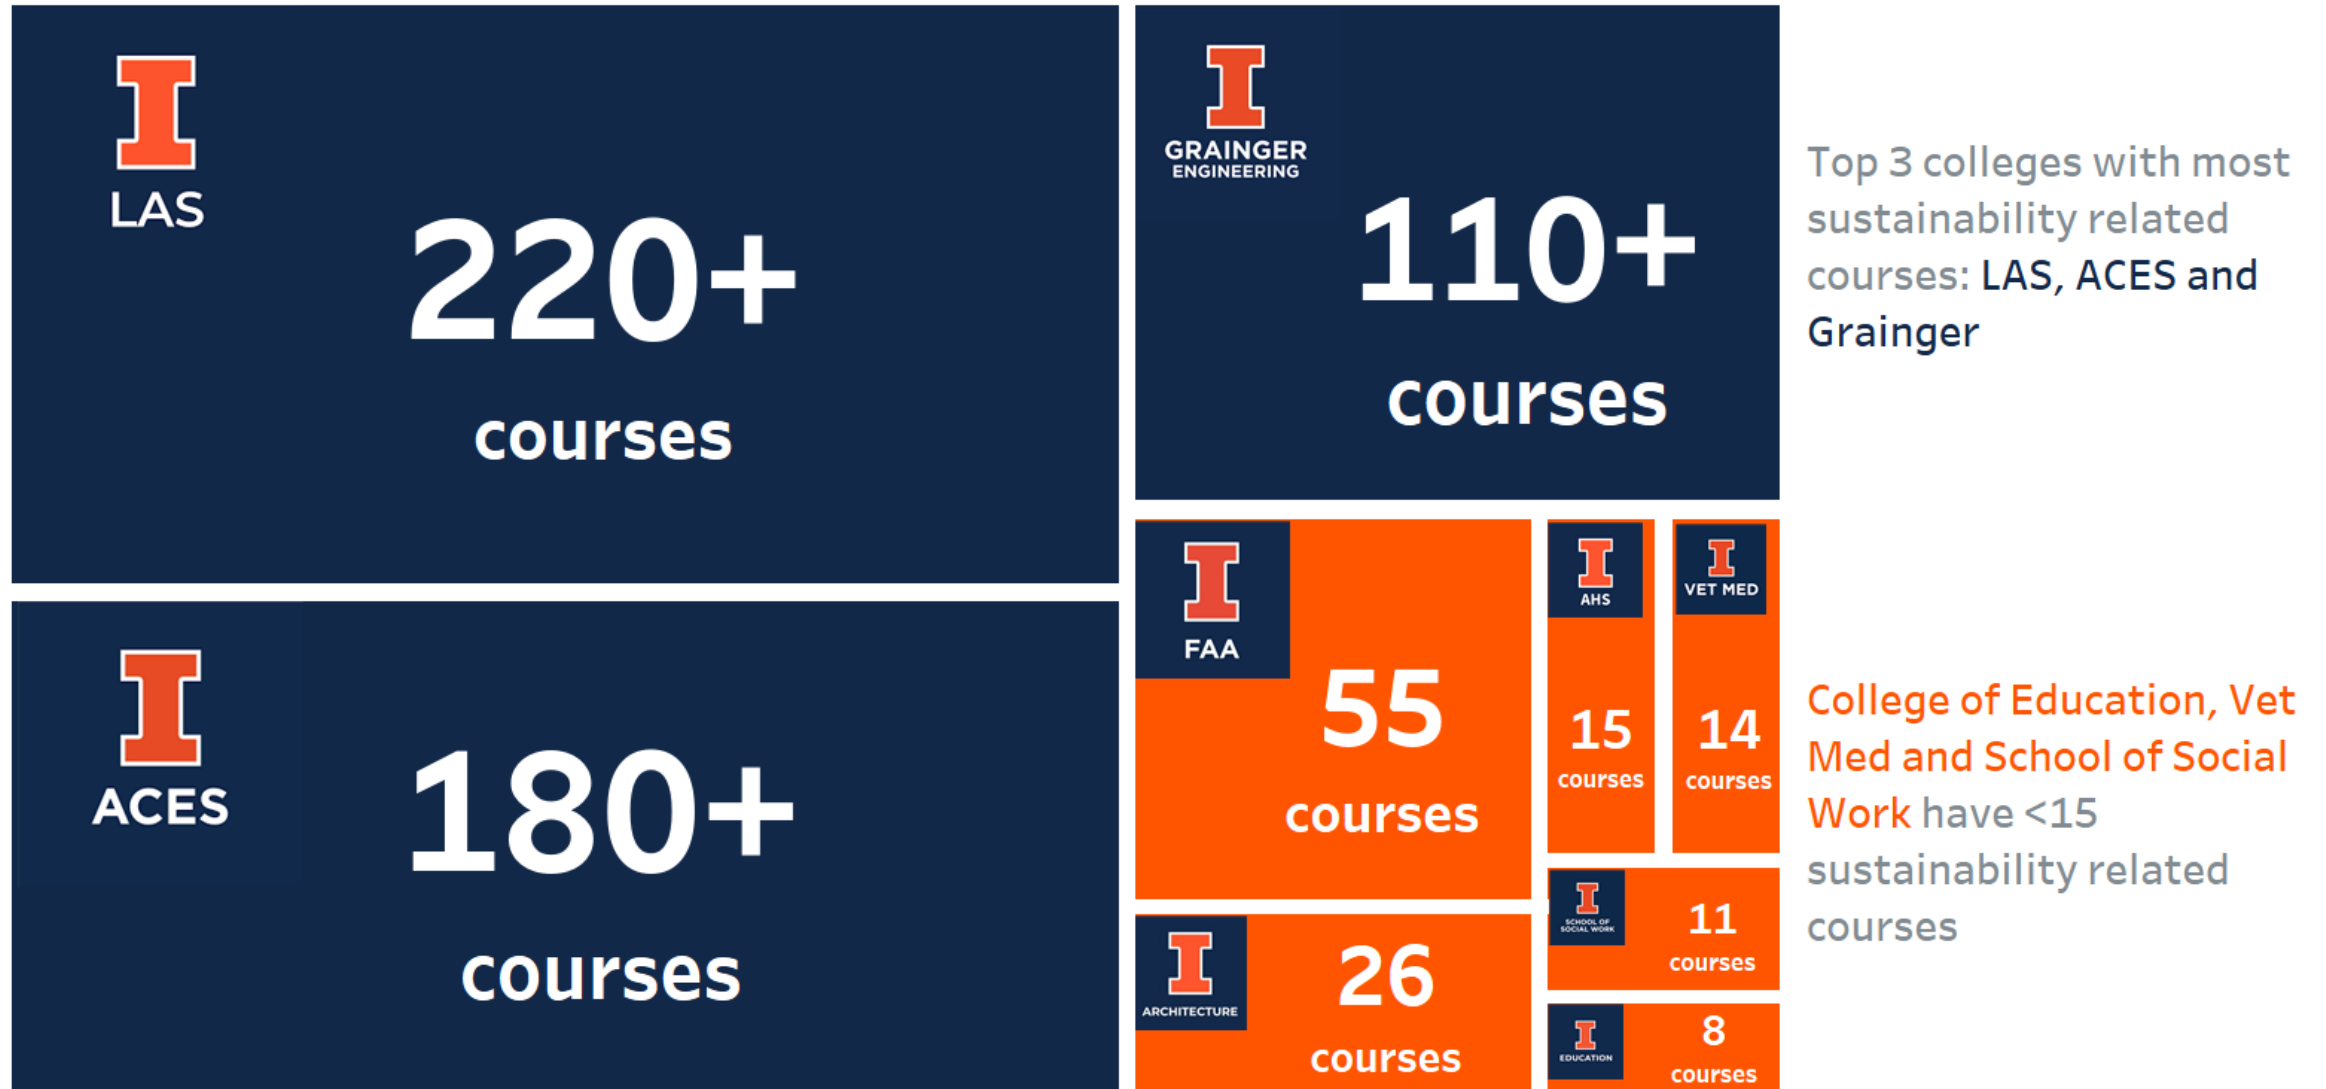 LAS
220+
courses
GRAINGER
ENGINEERING
110+
courses
Top 3 colleges with most
sustainability related
courses: LAS, ACES and
Grainger
ACES
180+
courses
FAA
55
courses
AHS
15
courses
VET MED
14
courses
ARCHITECTURE
26
courses
SCHOOL OF
SOCIAL WORK
11
courses
EDUCATION
8
courses
College of Education, Vet
Med and School of Social
Work have <15
sustainability related
courses